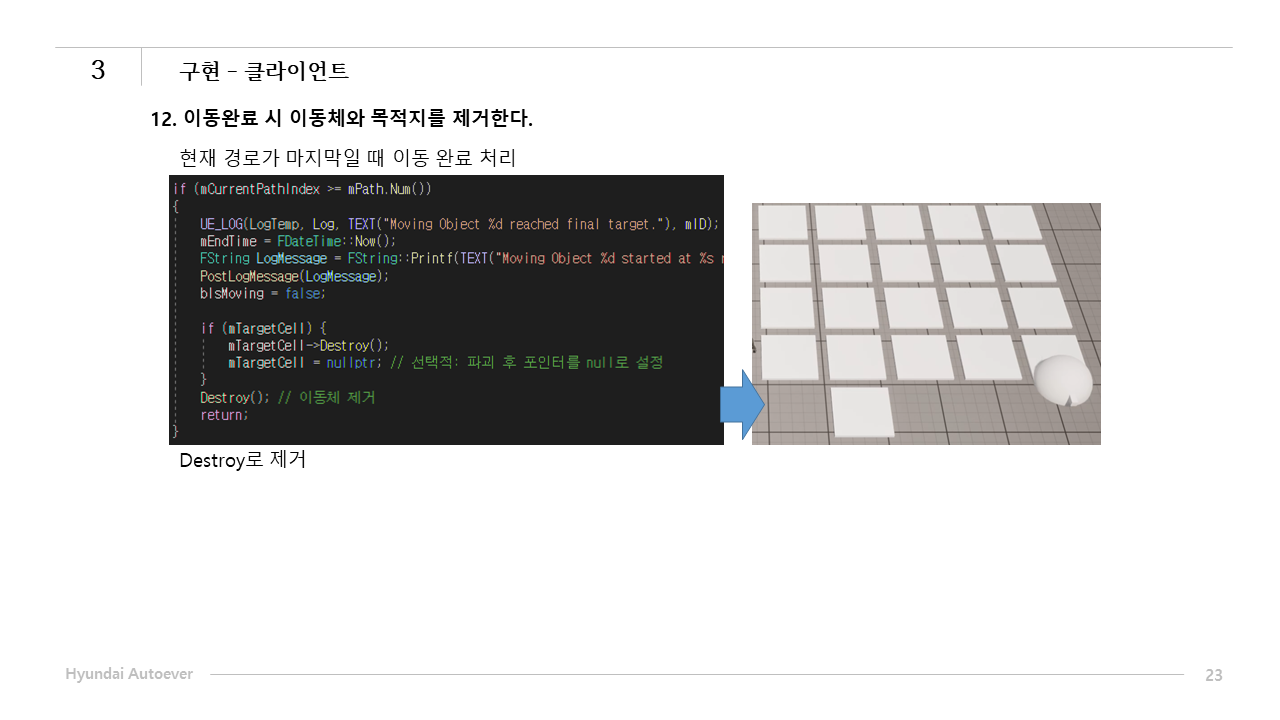 3
구현 – 클라이언트
12. 이동완료 시 이동체와 목적지를 제거한다.
현재 경로가 마지막일 때 이동 완료 처리
if (mCurrentPathIndex >= mPath.Num())
{
UE_LOG(LogTemp, Log, TEXT("Moving Object %d reached final target."), mID);
mEndTime = FDateTime::Now();
FString LogMessage = FString::Printf(TEXT("Moving Object %d started at %s
PostLogMessage(LogMessage);
bIsMoving = false;
if (mTargetCell) {
mTargetCell->Destroy();
mTargetCell = nullptr; // 선택적: 파괴 후 포인터를 null로 설정
}
Destroy(); // 이동체 제거
return;
}
Destroy로 제거
Hyundai Autoever
23